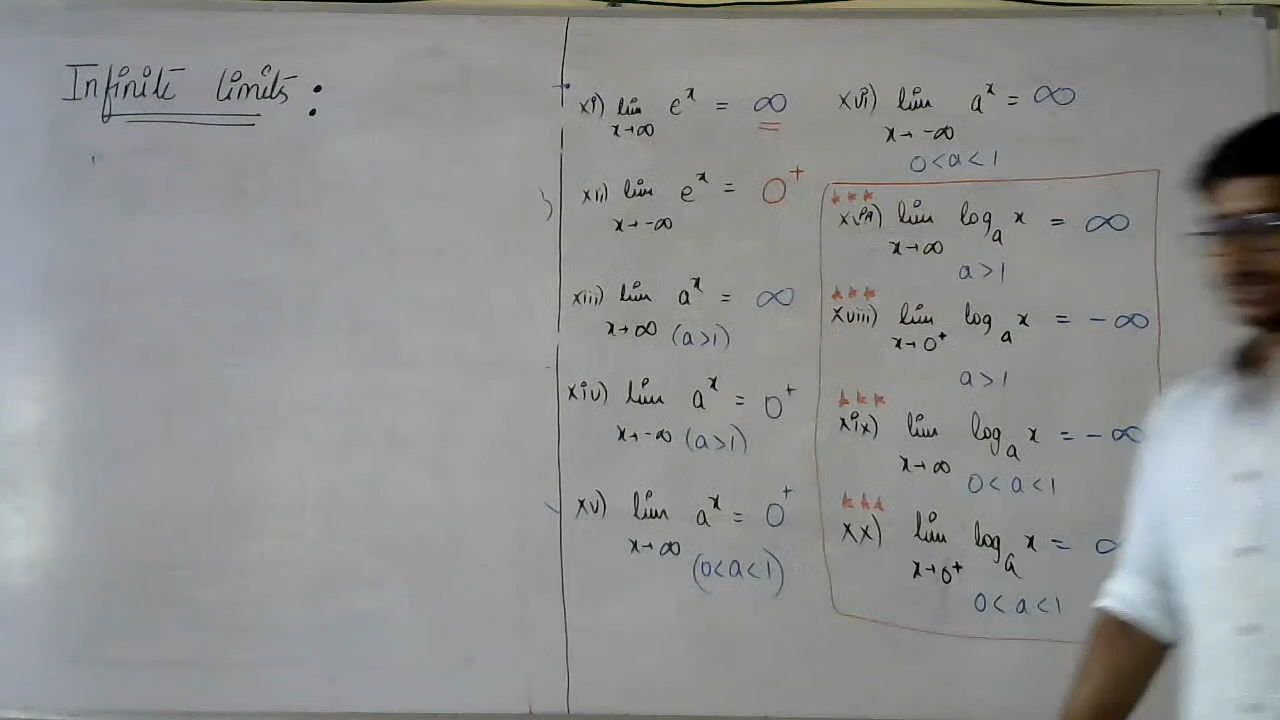 Infinite limits :
xi) lim e^x = ∞
x→∞
xii) lim e^x = 0⁺
x→-∞
xiii) lim a^x = ∞
x→∞ (a>1)
xiv) lim a^x = 0⁺
x→-∞ (a>1)
xv) lim a^x = 0⁺
x→∞
(0<a<1)
xvi) lim a^x = ∞
x→-∞
0<a<1
***
xvii) lim log_a x = ∞
x→∞
a>1
***
xviii) lim log_a x = -∞
x→0⁺
a>1
***
xix) lim log_a x = -∞
x→∞
0<a<1
***
xx) lim log_a x =
x→0⁺
0<a<1